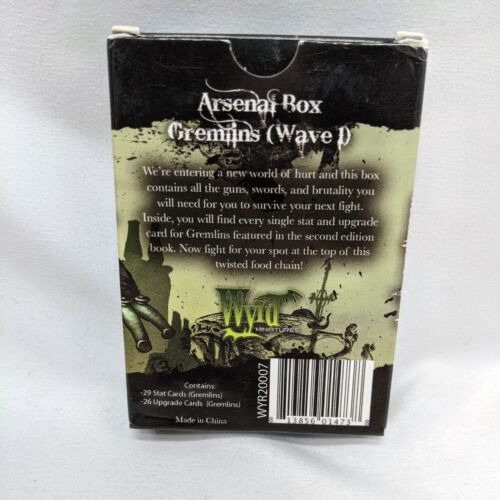 Arsenal Box
Gremlins (Wave 1)
We're entering a new world of hurt and this box
contains all the guns, swords, and brutality you
will need for you to survive your next fight.
Inside, you will find every single stat and upgrade
card for Gremlins featured in the second edition
book. Now fight for your spot at the top of this
twisted food chain!
Wyrd
MINIATURES
Contains:
-29 Stat Cards (Gremlins)
-26 Upgrade Cards (Gremlins)
Made in China
WYR20007
8 13856 01473 8